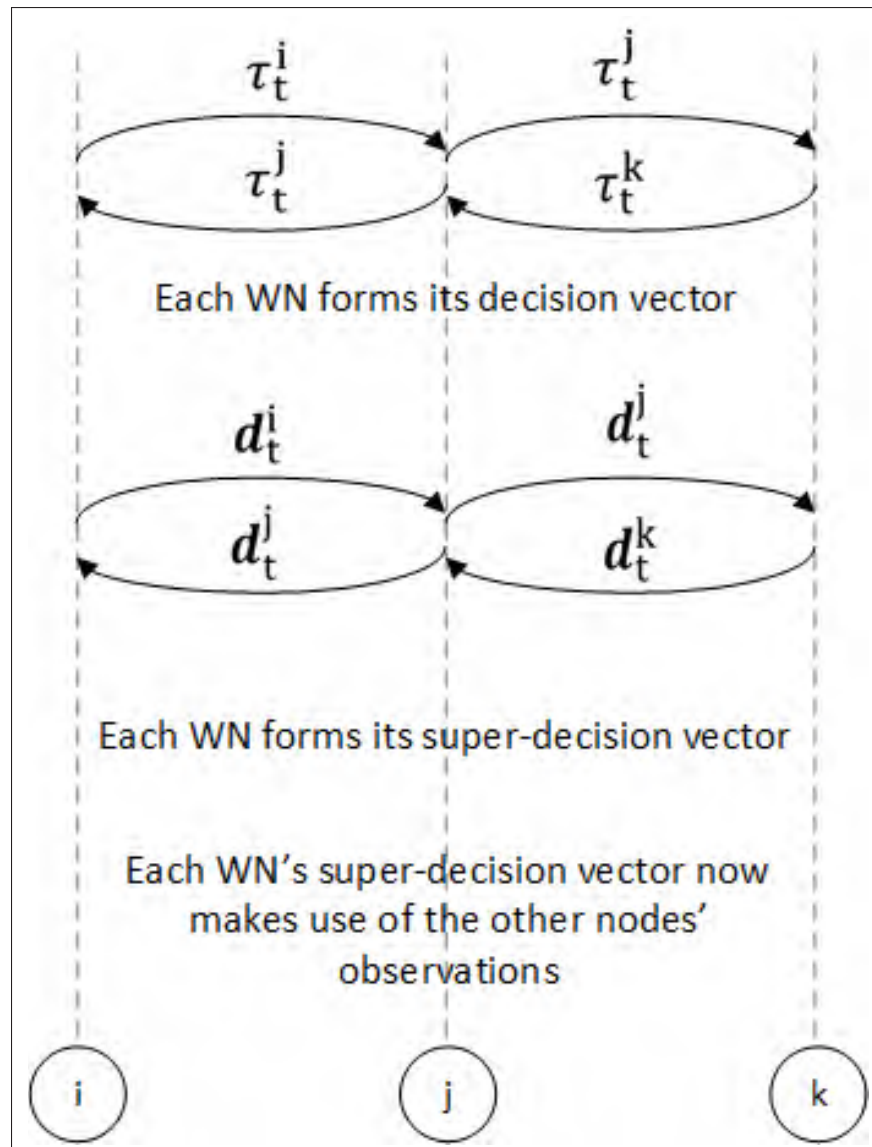 τ_t^i τ_t^j
τ_t^j τ_t^k
Each WN forms its decision vector
d_t^i d_t^j
d_t^j d_t^k
Each WN forms its super-decision vector
Each WN’s super-decision vector now
makes use of the other nodes’
observations
i j k